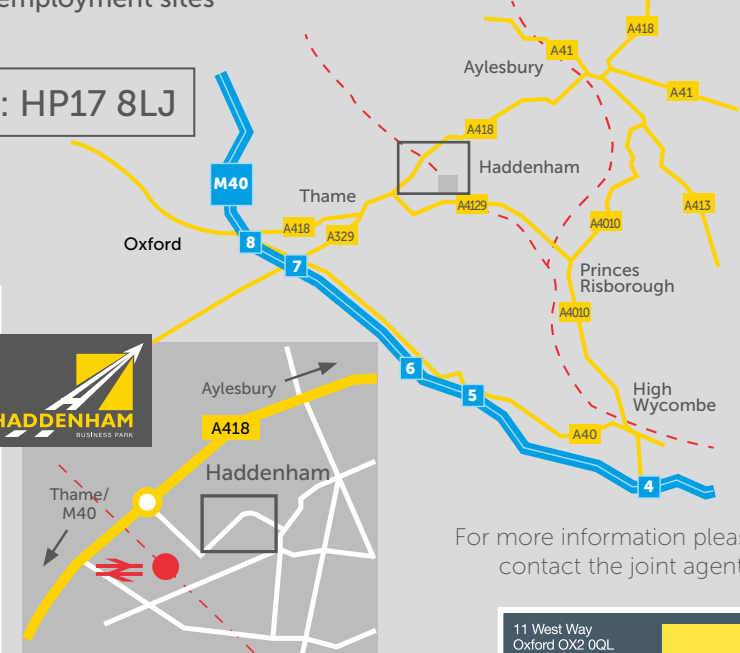 employment sites
: HP17 8LJ
A418
A41
Aylesbury
A41
A418
Haddenham
M40
Thame
A4129
A413
A418
A329
A4010
Oxford
8
7
Princes
Risborough
A4010
6
5
High
Wycombe
A40
4
HADDENHAM
BUSINESS PARK
Aylesbury
A418
Haddenham
Thame/
M40
For more information pleas
contact the joint agent
11 West Way
Oxford OX2 0QL